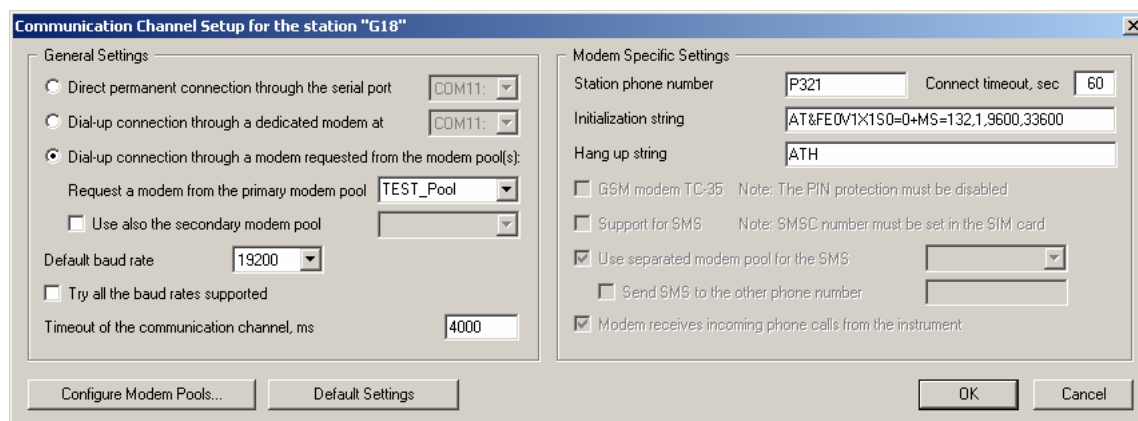 Communication Channel Setup for the station "G18"
General Settings
Direct permanent connection through the serial port COM11:
Dial-up connection through a dedicated modem at COM11:
Dial-up connection through a modem requested from the modem pool(s):
Request a modem from the primary modem pool TEST_Pool
Use also the secondary modem pool
Default baud rate 19200
Try all the baud rates supported
Timeout of the communication channel, ms 4000
Modem Specific Settings
Station phone number P321 Connect timeout, sec 60
Initialization string AT&FE0V1X1S0=0+MS=132,1,9600,33600
Hang up string ATH
GSM modem TC-35 Note: The PIN protection must be disabled
Support for SMS Note: SMSC number must be set in the SIM card
Use separated modem pool for the SMS
Send SMS to the other phone number
Modem receives incoming phone calls from the instrument
Configure Modem Pools... Default Settings OK Cancel